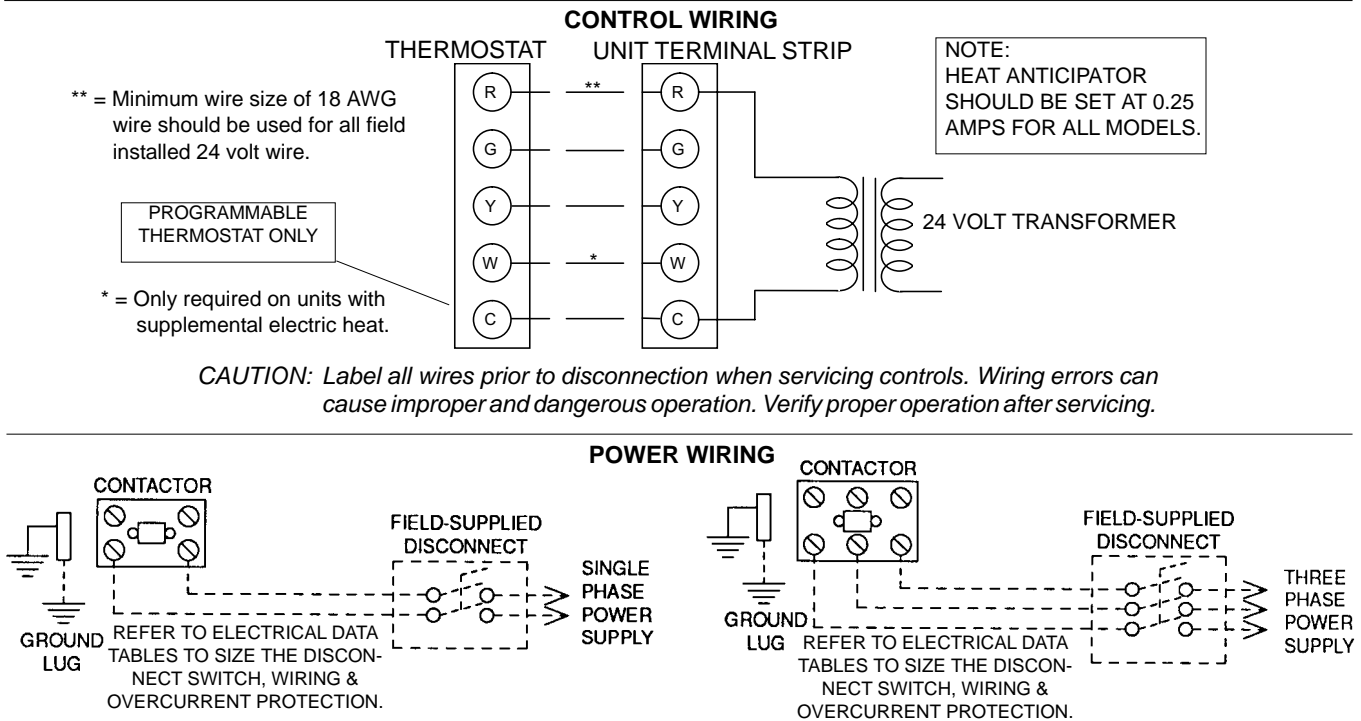 CONTROL WIRING
THERMOSTAT
UNIT TERMINAL STRIP
** = Minimum wire size of 18 AWG
wire should be used for all field
installed 24 volt wire.
PROGRAMMABLE
THERMOSTAT ONLY
* = Only required on units with
supplemental electric heat.
R
G
Y
W
C
**
*
R
G
Y
W
C
NOTE:
HEAT ANTICIPATOR
SHOULD BE SET AT 0.25
AMPS FOR ALL MODELS.
24 VOLT TRANSFORMER
CAUTION: Label all wires prior to disconnection when servicing controls. Wiring errors can
cause improper and dangerous operation. Verify proper operation after servicing.
POWER WIRING
CONTACTOR
FIELD-SUPPLIED
DISCONNECT
SINGLE
PHASE
POWER
SUPPLY
GROUND
LUG
REFER TO ELECTRICAL DATA
TABLES TO SIZE THE DISCON-
NECT SWITCH, WIRING &
OVERCURRENT PROTECTION.
CONTACTOR
FIELD-SUPPLIED
DISCONNECT
THREE
PHASE
POWER
SUPPLY
GROUND
LUG
REFER TO ELECTRICAL DATA
TABLES TO SIZE THE DISCON-
NECT SWITCH, WIRING &
OVERCURRENT PROTECTION.